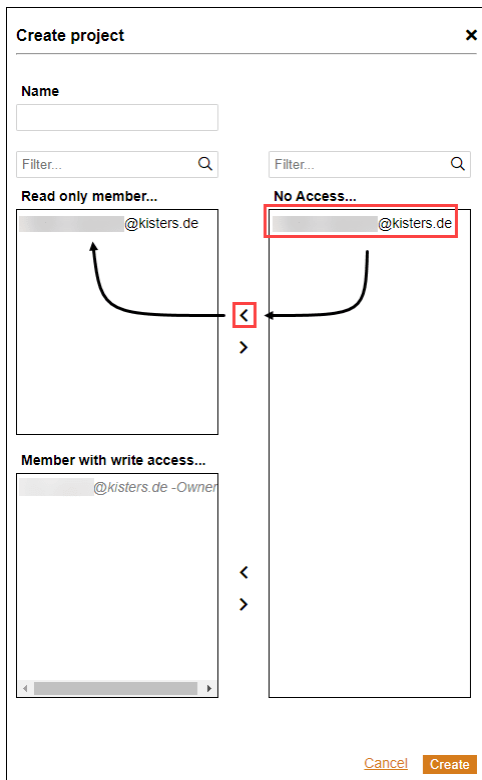 Create project
Name
Filter...
Filter...
Read only member...
No Access...
@kisters.de
@kisters.de
Member with write access...
@kisters.de -Owner
Cancel
Create